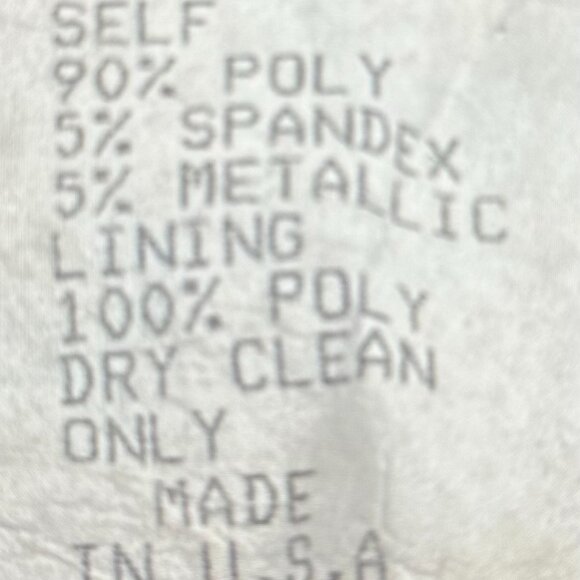 SELF
90% POLY
5% SPANDEX
5% METALLIC
LINING
100% POLY
DRY CLEAN
ONLY
MADE
IN U.S.A